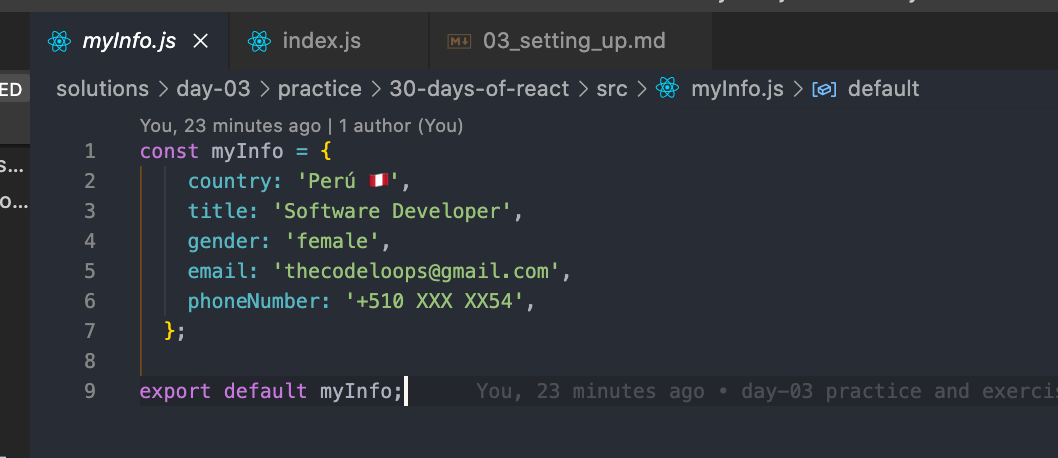 myInfo.js
index.js
03_setting_up.md
ED
solutions > day-03 > practice > 30-days-of-react > src > myInfo.js > default
You, 23 minutes ago | 1 author (You)
s...
o...
1 const myInfo = {
2 country: 'Perú 🇵🇪',
3 title: 'Software Developer',
4 gender: 'female',
5 email: 'thecodeloops@gmail.com',
6 phoneNumber: '+510 XXX XX54',
7 };
8
9 export default myInfo; You, 23 minutes ago • day-03 practice and exercis